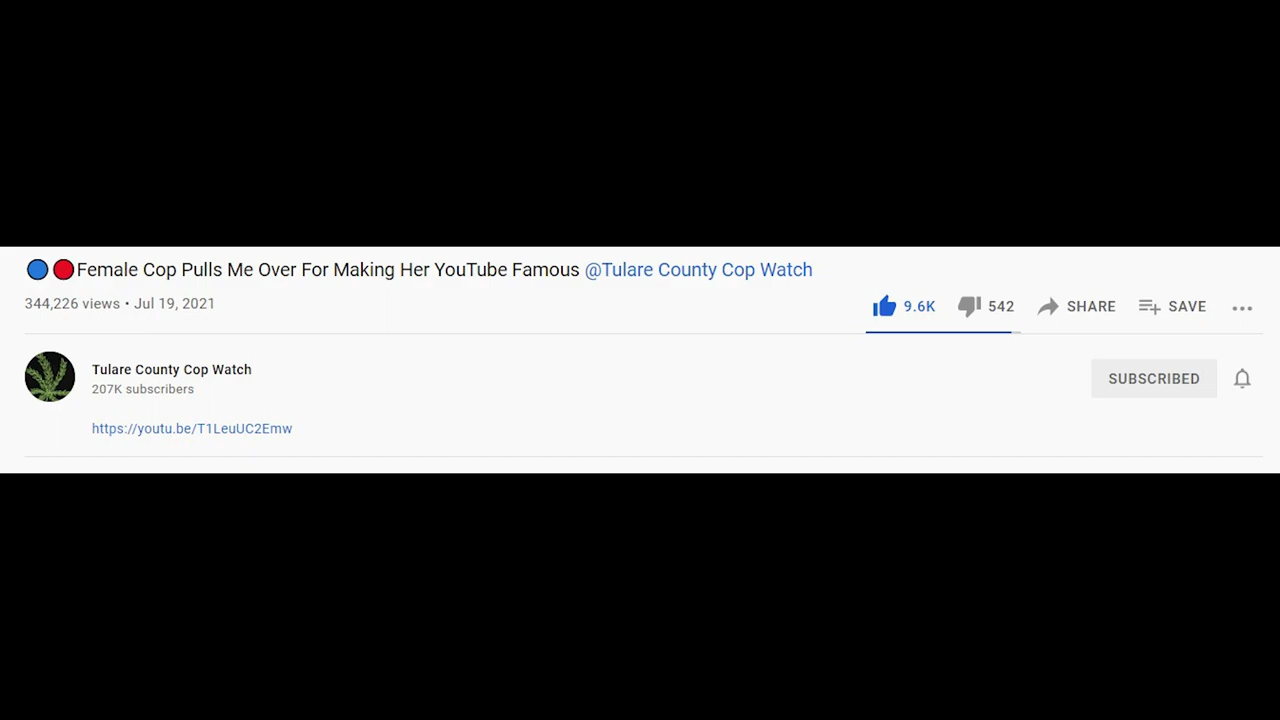 🔵🔴Female Cop Pulls Me Over For Making Her YouTube Famous @Tulare County Cop Watch
344,226 views • Jul 19, 2021
9.6K 542 SHARE SAVE ...
Tulare County Cop Watch
207K subscribers
SUBSCRIBED
https://youtu.be/T1LeuUC2Emw